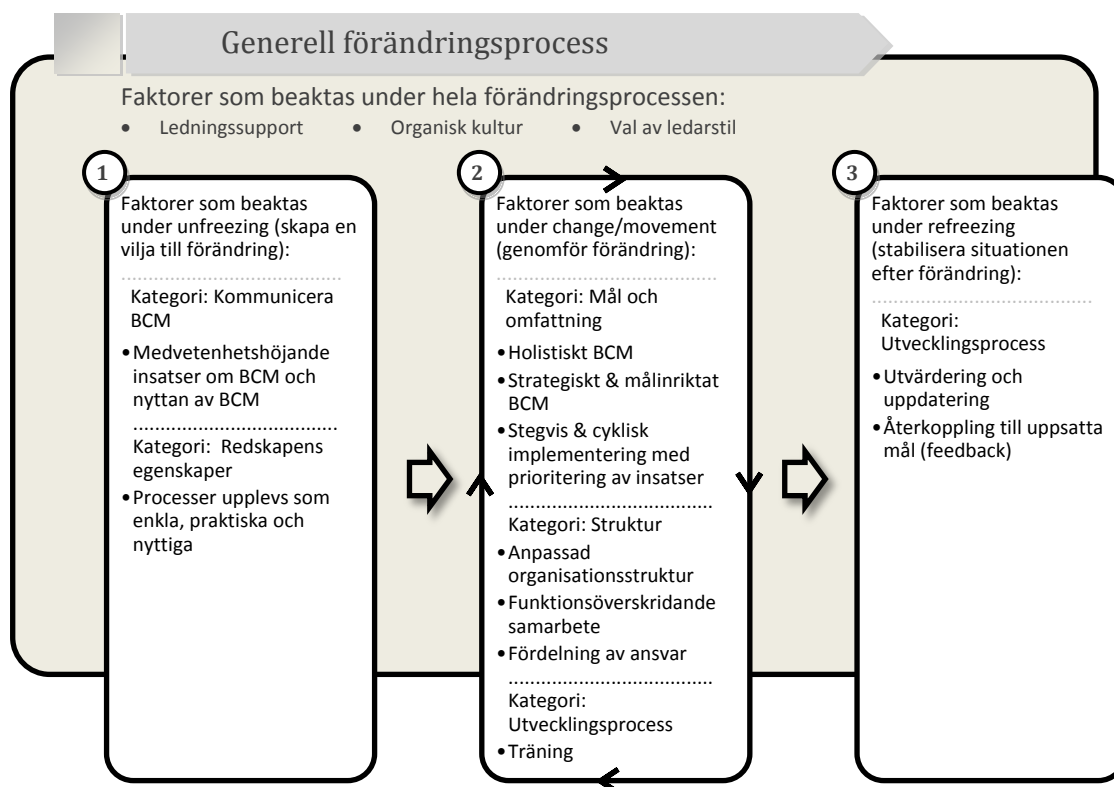 Generell förändringsprocess
Faktorer som beaktas under hela förändringsprocessen:
• Ledningssupport • Organisk kultur • Val av ledarstil
1
Faktorer som beaktas
under unfreezing (skapa en
vilja till förändring):
Kategori: Kommunicera
BCM
•Medvetenhetshöjande
insatser om BCM och
nyttan av BCM
Kategori: Redskapens
egenskaper
•Processer upplevs som
enkla, praktiska och
nyttiga
2
Faktorer som beaktas
under change/movement
(genomför förändring):
Kategori: Mål och
omfattning
•Holistiskt BCM
•Strategiskt & målinriktat
BCM
•Stegvis & cyklisk
implementering med
prioritering av insatser
Kategori: Struktur
•Anpassad
organisationsstruktur
•Funktionsöverskridande
samarbete
•Fördelning av ansvar
Kategori:
Utvecklingsprocess
•Träning
3
Faktorer som beaktas
under refreezing
(stabilisera situationen
efter förändring):
Kategori:
Utvecklingsprocess
•Utvärdering och
uppdatering
•Återkoppling till uppsatta
mål (feedback)